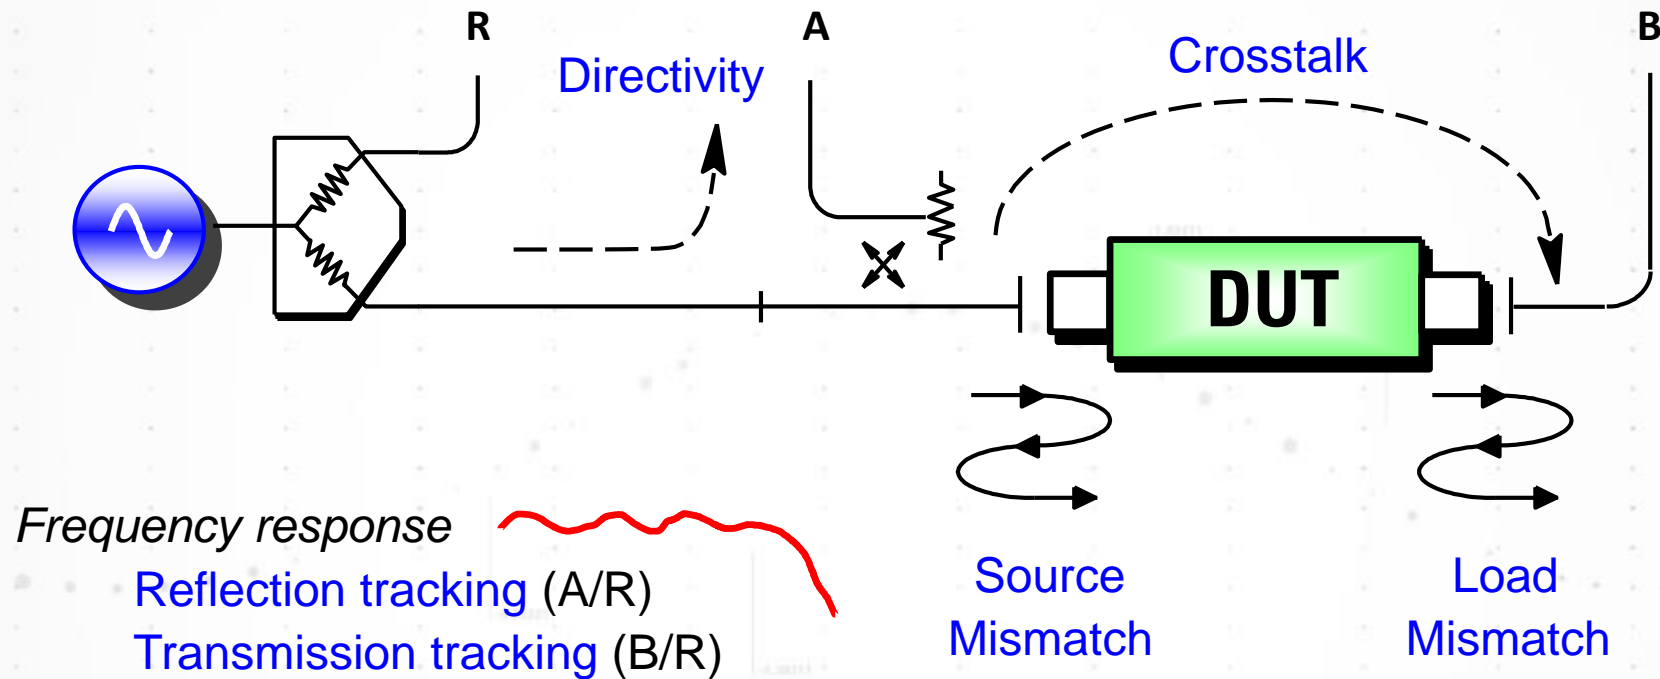 R
A
B
Directivity
Crosstalk
DUT
Frequency response
Reflection tracking (A/R)
Transmission tracking (B/R)
Source
Mismatch
Load
Mismatch